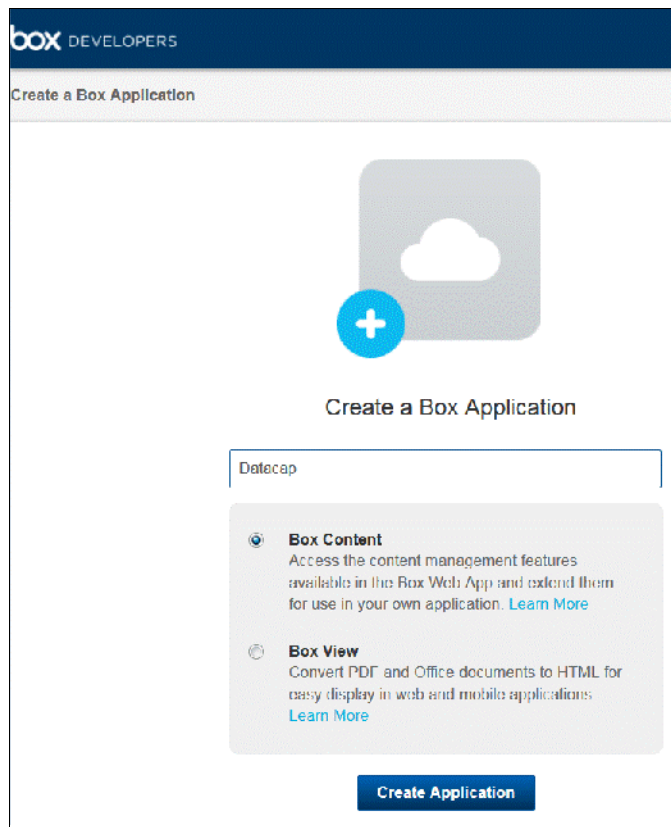 box DEVELOPERS
Create a Box Application
Create a Box Application
Datacap
Box Content
Access the content management features
available in the Box Web App and extend them
for use in your own application. Learn More
Box View
Convert PDF and Office documents to HTML for
easy display in web and mobile applications
Learn More
Create Application